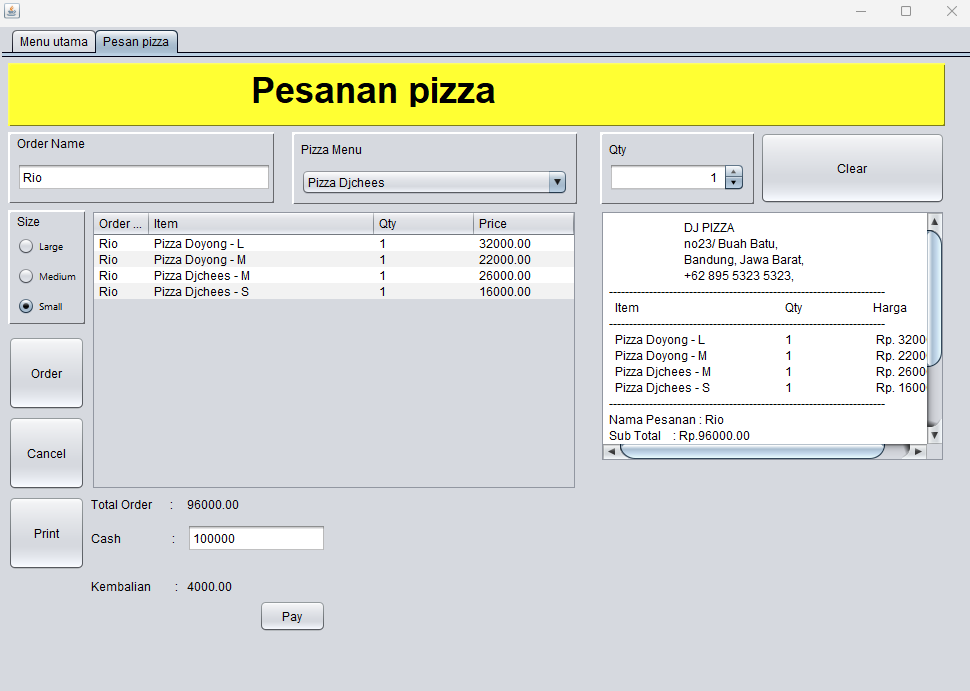 Menu utama Pesan pizza
Pesanan pizza
Order Name
Rio
Pizza Menu
Pizza Djchees
Qty
1
Clear
Size
Large
Medium
Small
Order ... Item Qty Price
Rio Pizza Doyong - L 1 32000.00
Rio Pizza Doyong - M 1 22000.00
Rio Pizza Djchees - M 1 26000.00
Rio Pizza Djchees - S 1 16000.00
DJ PIZZA
no23/ Buah Batu,
Bandung, Jawa Barat,
+62 895 5323 5323,
---------------------------------------------------------------------
Item Qty Harga
---------------------------------------------------------------------
Pizza Doyong - L 1 Rp. 3200
Pizza Doyong - M 1 Rp. 2200
Pizza Djchees - M 1 Rp. 2600
Pizza Djchees - S 1 Rp. 1600
---------------------------------------------------------------------
Nama Pesanan : Rio
Sub Total : Rp.96000.00
Order
Cancel
Print
Total Order : 96000.00
Cash : 100000
Kembalian : 4000.00
Pay